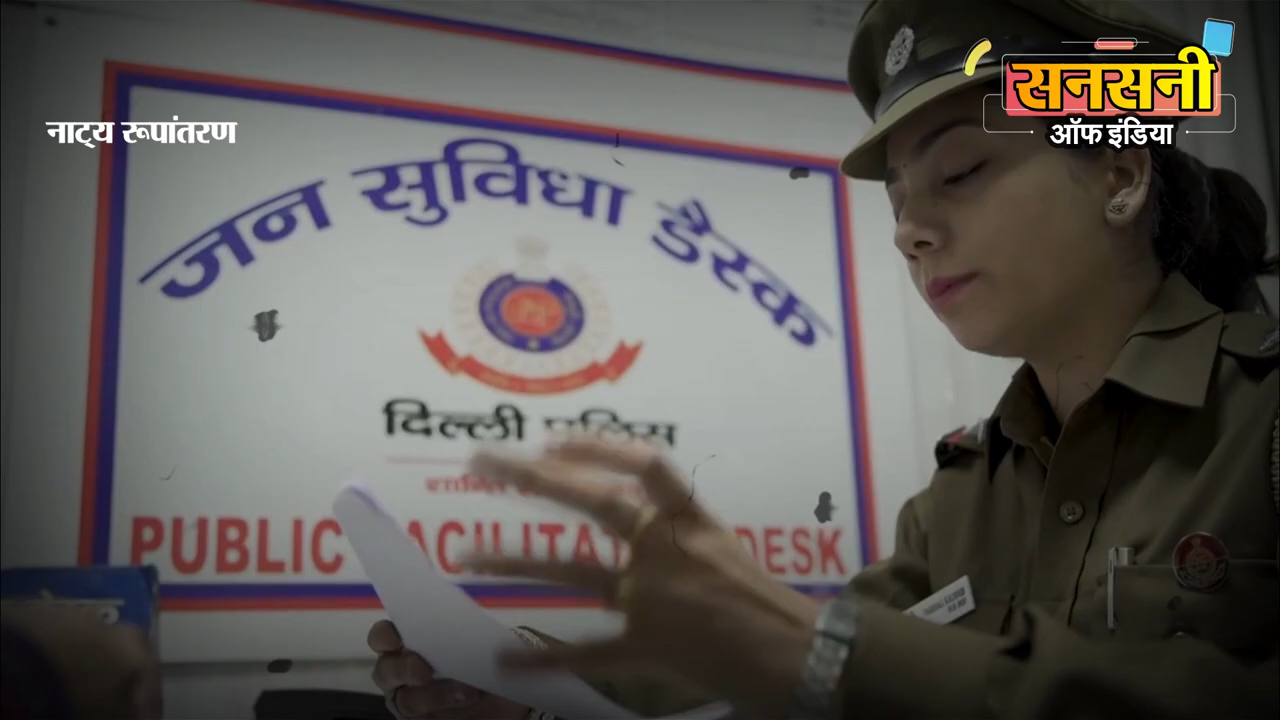 सनसनी
ऑफ इंडिया
नाट्य रूपांतरण
जन सुविधा डैस्क
दिल्ली पुलिस
PUBLIC DESK